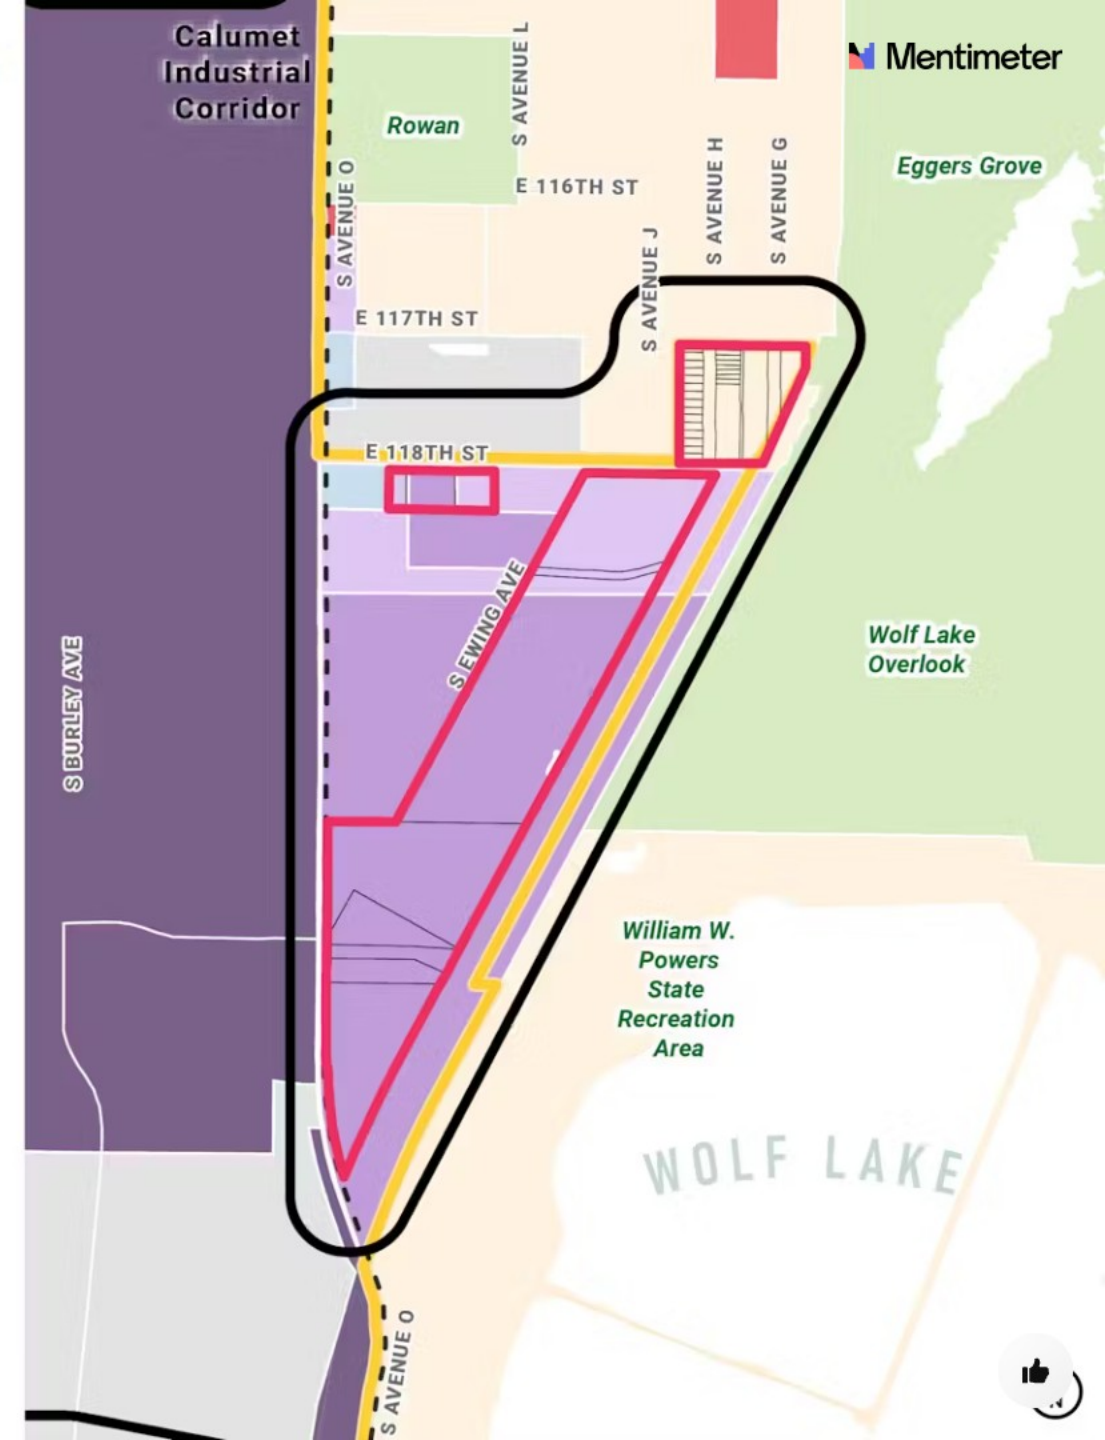 Calumet
Industrial
Corridor
Mentimeter
S AVENUE L
Rowan
Eggers Grove
S AVENUE O
E 116TH ST
S AVENUE H
S AVENUE G
S AVENUE J
E 117TH ST
E 118TH ST
S EWING AVE
S BURLEY AVE
Wolf Lake
Overlook
William W.
Powers
State
Recreation
Area
WOLF LAKE
S AVENUE O